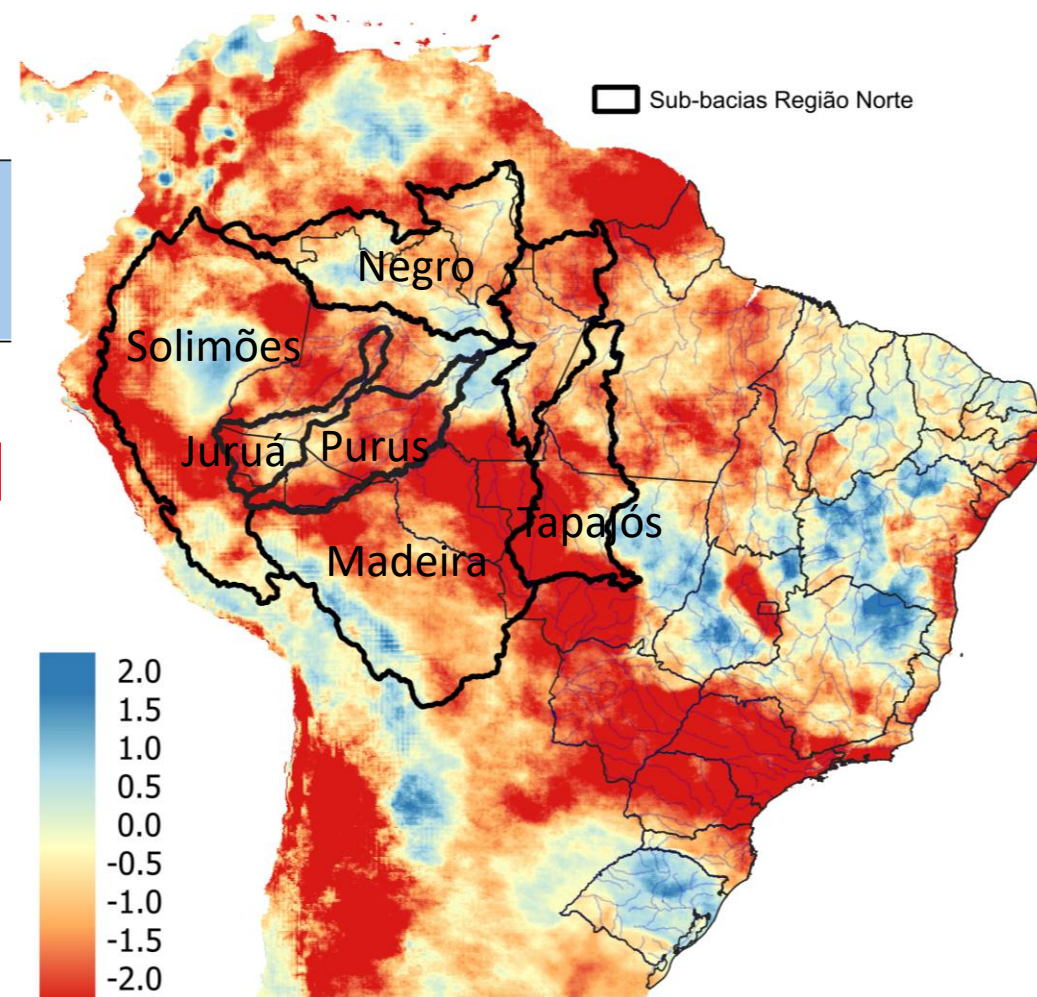 Sub-bacias Região Norte
Negro
Solimões
Juruá
Purus
Tapajós
Madeira
2.0
1.5
1.0
0.5
0.0
-0.5
-1.0
-1.5
-2.0